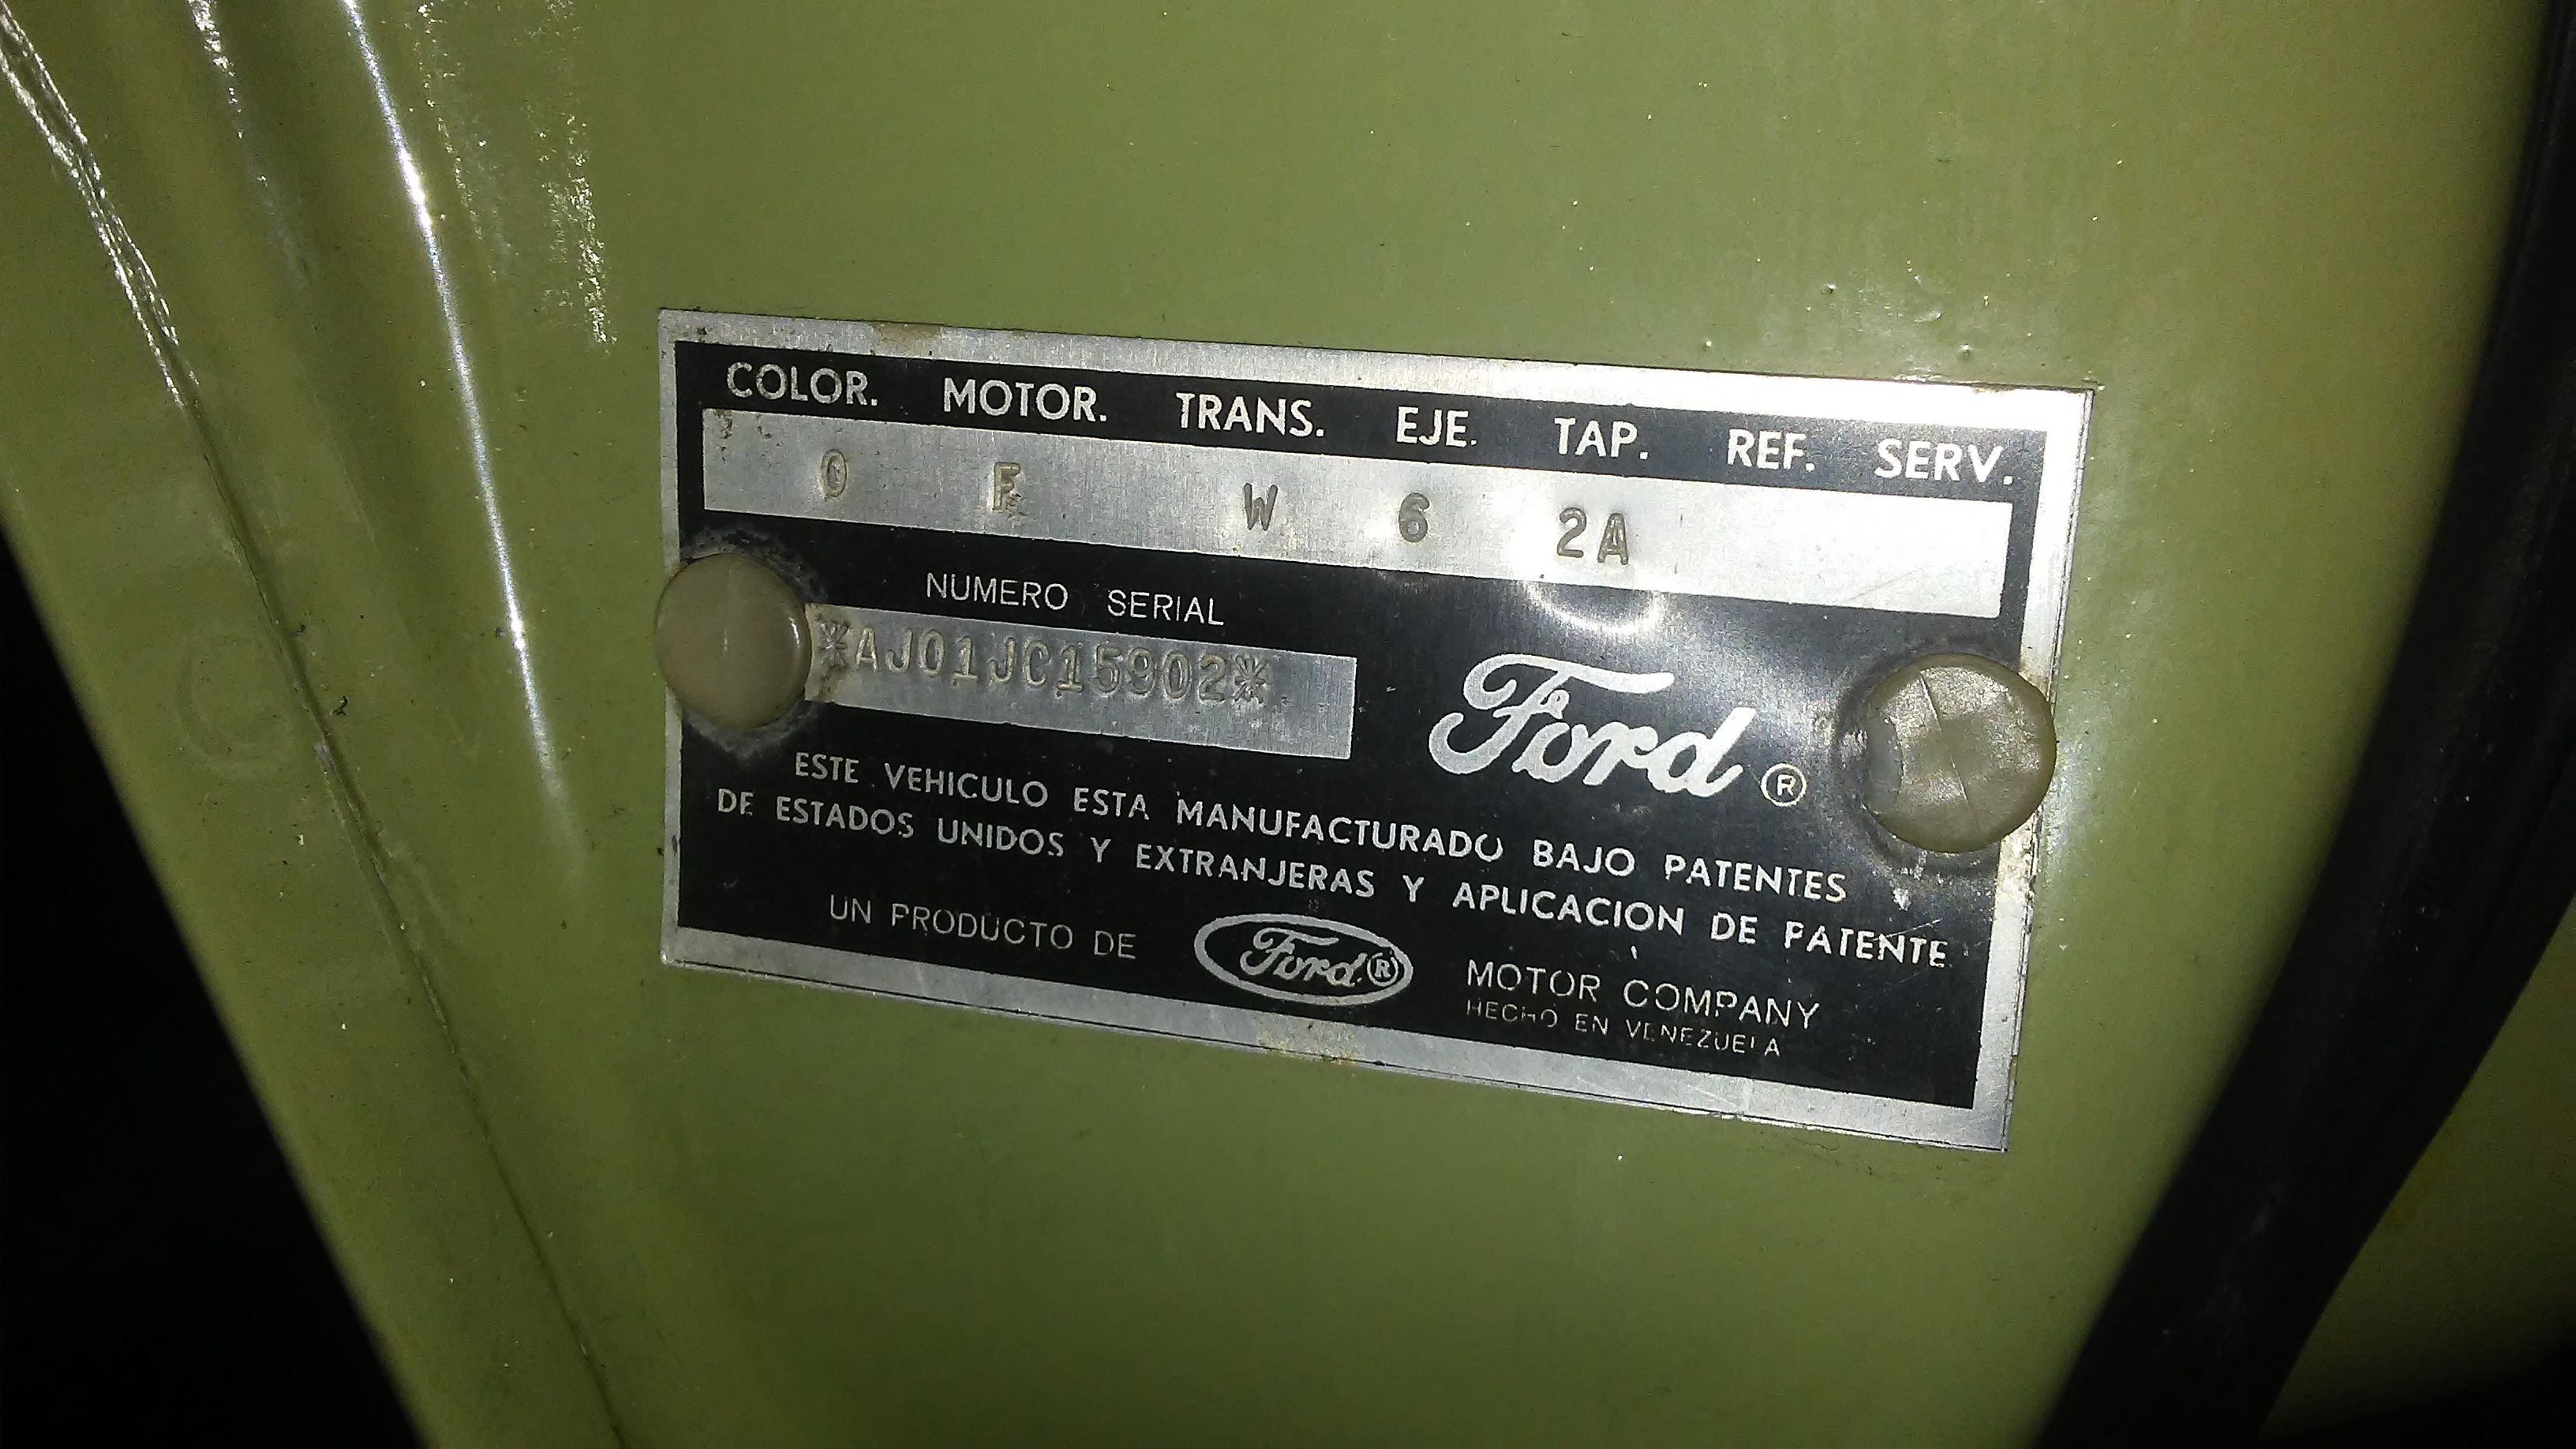 COLOR. MOTOR. TRANS. EJE. TAP. REF. SERV.
0 F W 6 2A
NUMERO SERIAL
*AJ01JC15902*
Ford ®
ESTE VEHICULO ESTA MANUFACTURADO BAJO PATENTES
DE ESTADOS UNIDOS Y EXTRANJERAS Y APLICACION DE PATENTE
UN PRODUCTO DE Ford ® MOTOR COMPANY
HECHO EN VENEZUELA